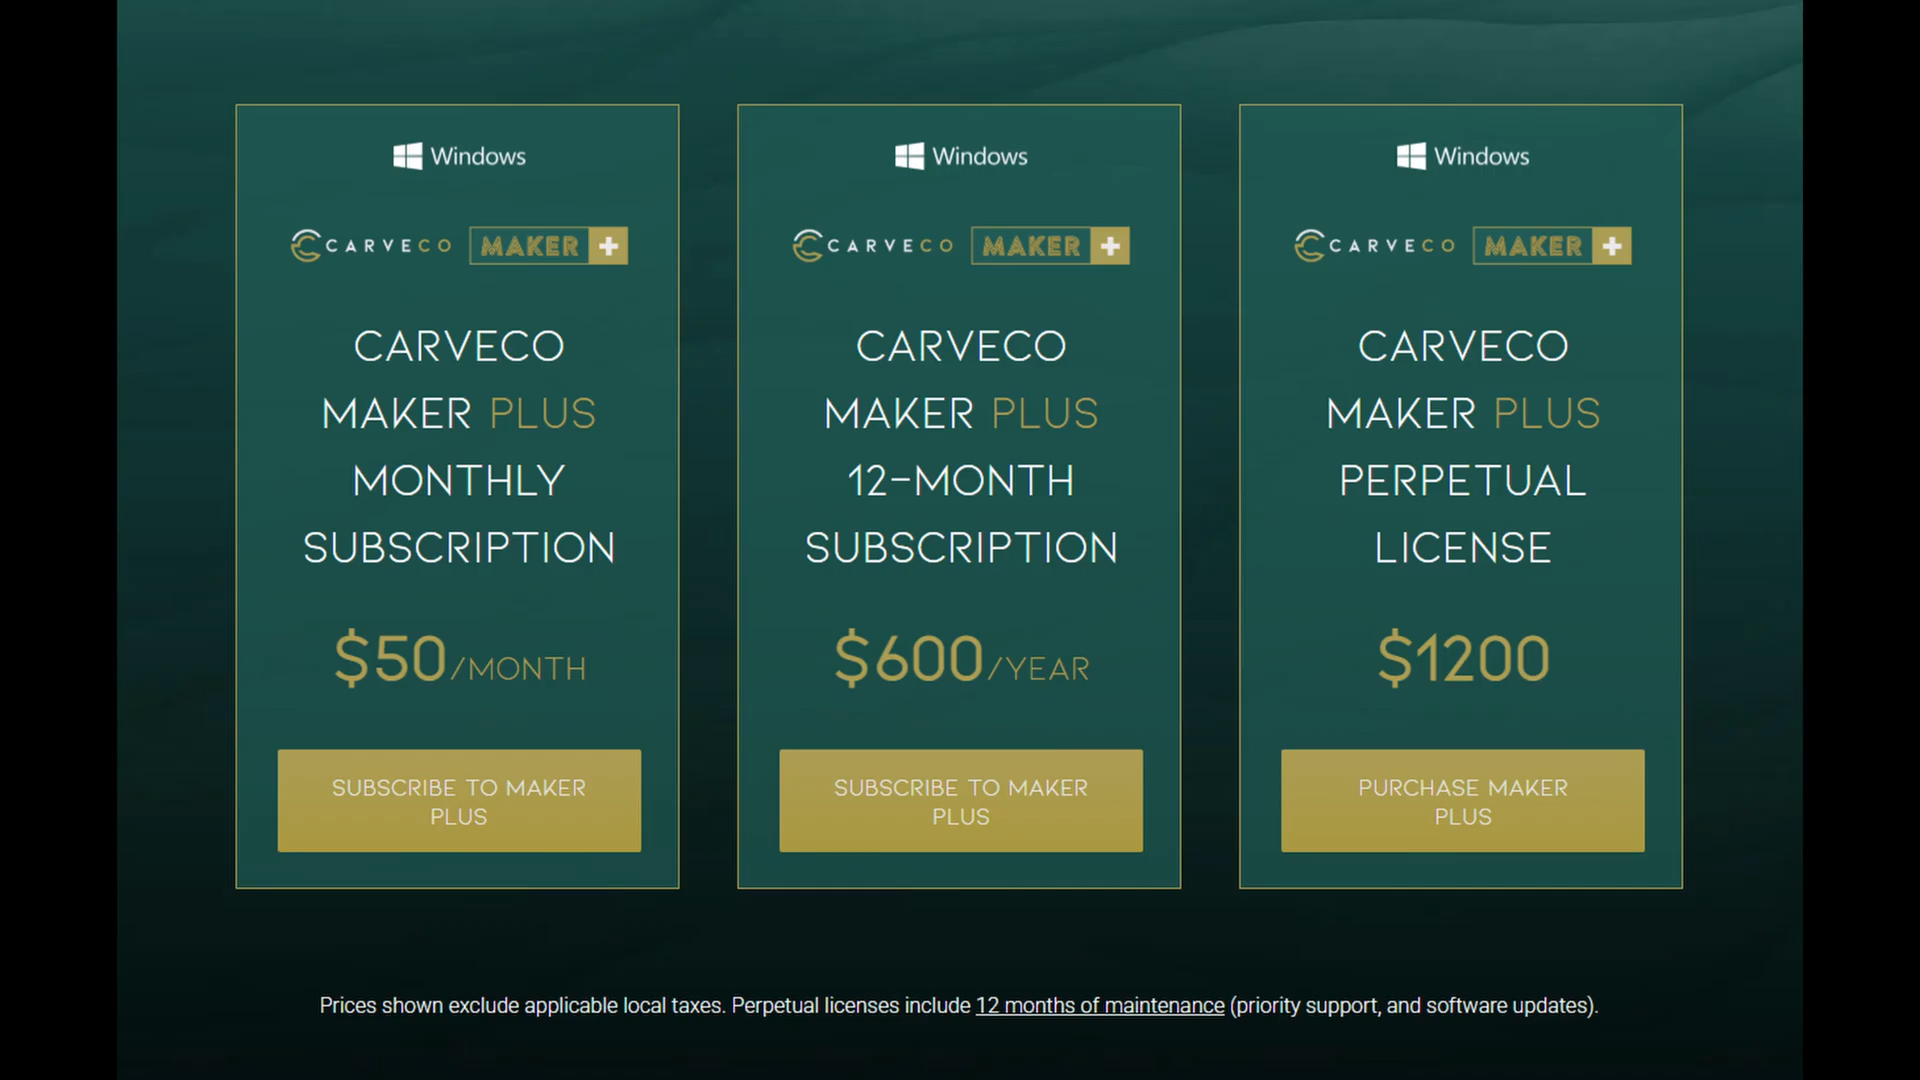 Windows
CARVECO MAKER +
CARVECO
MAKER PLUS
MONTHLY
SUBSCRIPTION
$50/MONTH
SUBSCRIBE TO MAKER
PLUS
Windows
CARVECO MAKER +
CARVECO
MAKER PLUS
12-MONTH
SUBSCRIPTION
$600/YEAR
SUBSCRIBE TO MAKER
PLUS
Windows
CARVECO MAKER +
CARVECO
MAKER PLUS
PERPETUAL
LICENSE
$1200
PURCHASE MAKER
PLUS
Prices shown exclude applicable local taxes. Perpetual licenses include 12 months of maintenance (priority support, and software updates).